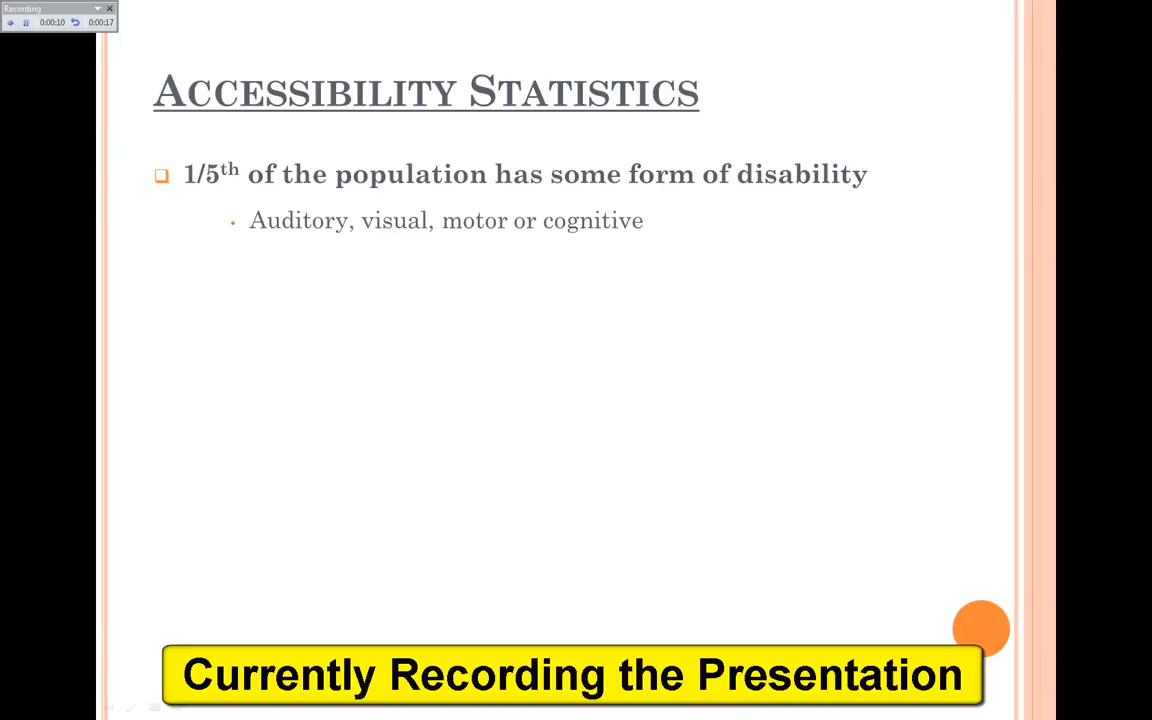 Recording
0:00:10 0:00:17
ACCESSIBILITY STATISTICS
1/5th of the population has some form of disability
Auditory, visual, motor or cognitive
Currently Recording the Presentation